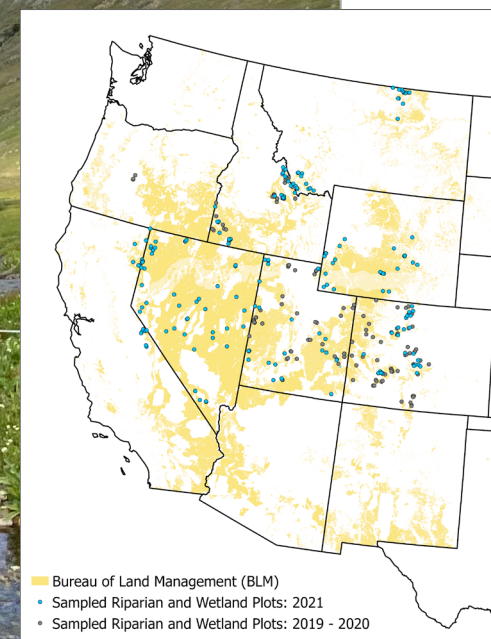 Bureau of Land Management (BLM)
Sampled Riparian and Wetland Plots: 2021
Sampled Riparian and Wetland Plots: 2019 - 2020